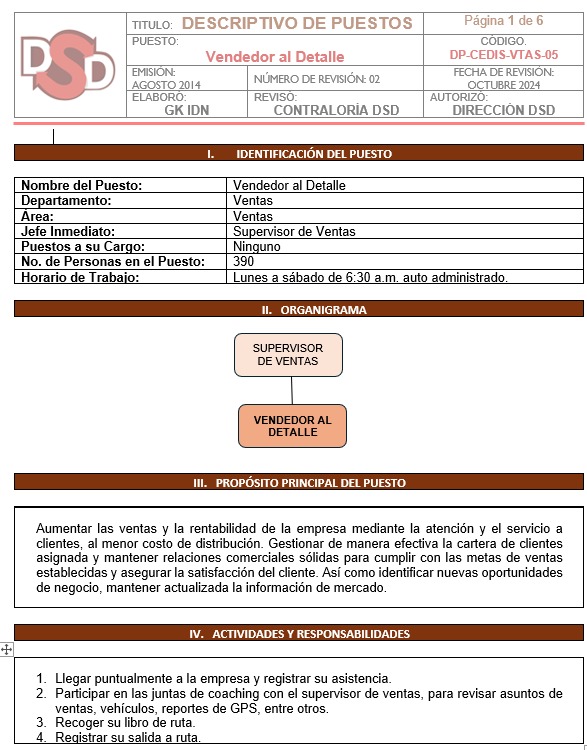 DSD
TITULO: DESCRIPTIVO DE PUESTOS
Página 1 de 6
PUESTO:
Vendedor al Detalle
CÓDIGO.
DP-CEDIS-VTAS-05
EMISIÓN:
AGOSTO 2014
NÚMERO DE REVISIÓN: 02
FECHA DE REVISIÓN:
OCTUBRE 2024
ELABORÓ:
GK IDN
REVISÓ:
CONTRALORÍA DSD
AUTORIZÓ:
DIRECCIÓN DSD
I. IDENTIFICACIÓN DEL PUESTO
Nombre del Puesto: Vendedor al Detalle
Departamento: Ventas
Área: Ventas
Jefe Inmediato: Supervisor de Ventas
Puestos a su Cargo: Ninguno
No. de Personas en el Puesto: 390
Horario de Trabajo: Lunes a sábado de 6:30 a.m. auto administrado.
II. ORGANIGRAMA
SUPERVISOR
DE VENTAS
VENDEDOR AL
DETALLE
III. PROPÓSITO PRINCIPAL DEL PUESTO
Aumentar las ventas y la rentabilidad de la empresa mediante la atención y el servicio a
clientes, al menor costo de distribución. Gestionar de manera efectiva la cartera de clientes
asignada y mantener relaciones comerciales sólidas para cumplir con las metas de ventas
establecidas y asegurar la satisfacción del cliente. Así como identificar nuevas oportunidades
de negocio, mantener actualizada la información de mercado.
IV. ACTIVIDADES Y RESPONSABILIDADES
1. Llegar puntualmente a la empresa y registrar su asistencia.
2. Participar en las juntas de coaching con el supervisor de ventas, para revisar asuntos de
ventas, vehículos, reportes de GPS, entre otros.
3. Recoger su libro de ruta.
4. Registrar su salida a ruta.